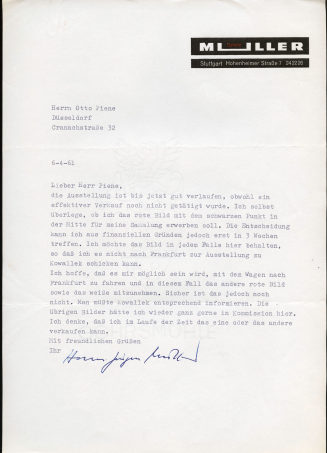 MÜLLER
Stuttgart Hohenheimer Straße 7 242226
Herrn Otto Piene
Düsseldorf
Crannchstraße 32
6-4-61
Lieber Herr Piene,
die Ausstellung ist bis jetzt gut verlaufen, obwohl ein
effektiver Verkauf noch nicht getätigt wurde. Ich selbst
überlege, ob ich das rote Bild mit dem schwarzen Punkt in
der Mitte für meine Sammlung erwerben soll. Die Entscheidung
kann ich aus finanziellen Gründen jedoch erst in 3 Wochen
treffen. Ich möchte das Bild in jedem Falls hier behalten,
so daß ich es nicht nach Frankfurt zur Ausstellung zu
Kowallek schicken kann.
Ich hoffe, daß es mir möglich sein wird, mit dem Wagen nach
Frankfurt zu fahren und in diesem Fall das andere rote Bild
sowie das weiße mitzunehmen. Sicher ist das jedoch noch
nicht. Man müßte kowallek entsprechend informieren. Die
übrigen Bilder hätte ich wieder ganz gerne in Kommission hier.
Ich denke, daß ich im Laufe der Zeit das eine oder das andere
verkaufen kann.
Mit freundlichen Grüßen
Ihr